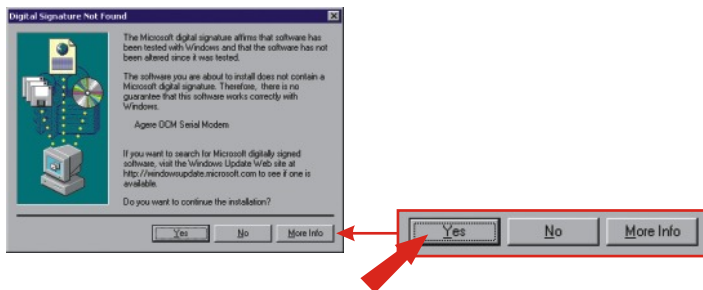 Digital Signature Not Found
The Microsoft digital signature affirms that software has
been tested with Windows and that the software has not
been altered since it was tested.
The software you are about to install does not contain a
Microsoft digital signature. Therefore, there is no
guarantee that this software works correctly with
Windows.
Agere OCM Serial Modem
If you want to search for Microsoft digitally signed
software, visit the Windows Update Web site at
http://windowsupdate.microsoft.com to see if one is
available.
Do you want to continue the installation?
Yes No More Info
Yes No More Info